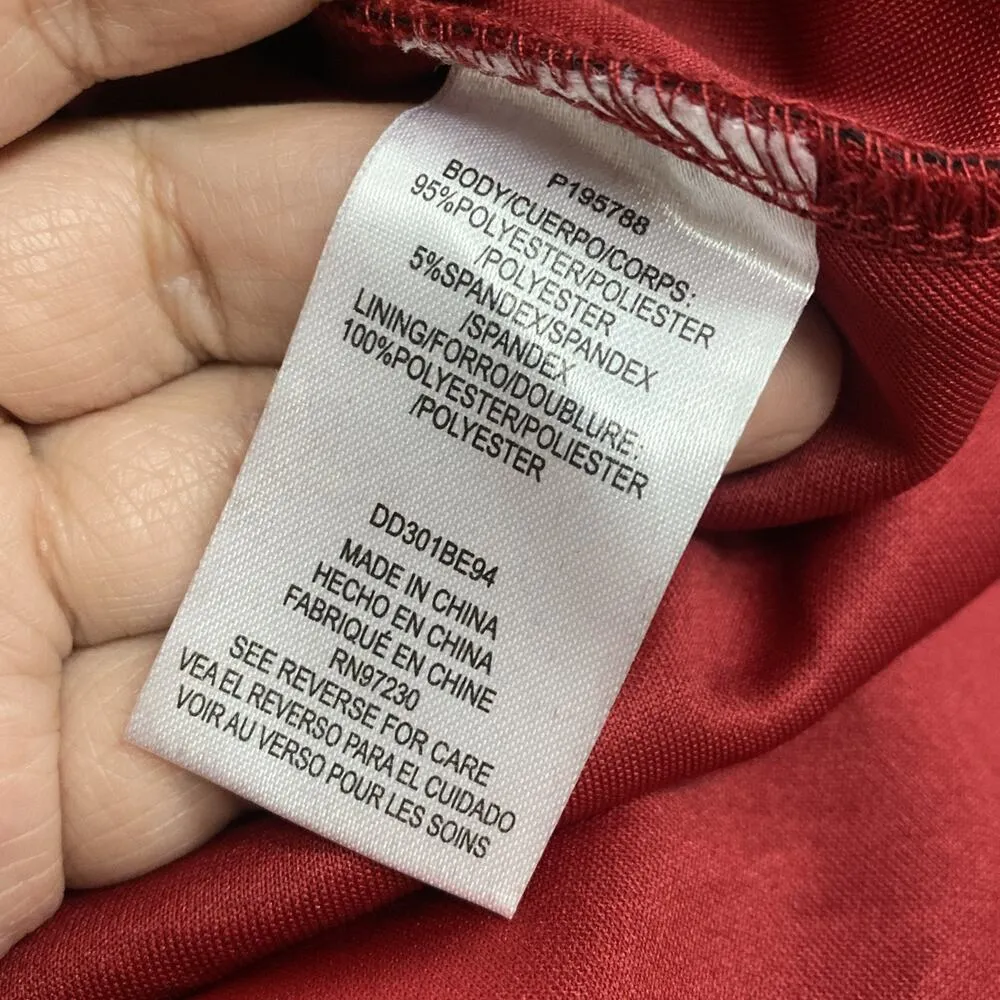 P195788
BODY/CUERPO/CORPS:
95%POLYESTER/POLIESTER
/POLYESTER
5%SPANDEX/SPANDEX
/SPANDEX
LINING/FORRO/DOUBLURE:
100%POLYESTER/POLIESTER
/POLYESTER
DD301BE94
MADE IN CHINA
HECHO EN CHINA
FABRIQUÉ EN CHINE
RN97230
SEE REVERSE FOR CARE
VEA EL REVERSO PARA EL CUIDADO
VOIR AU VERSO POUR LES SOINS